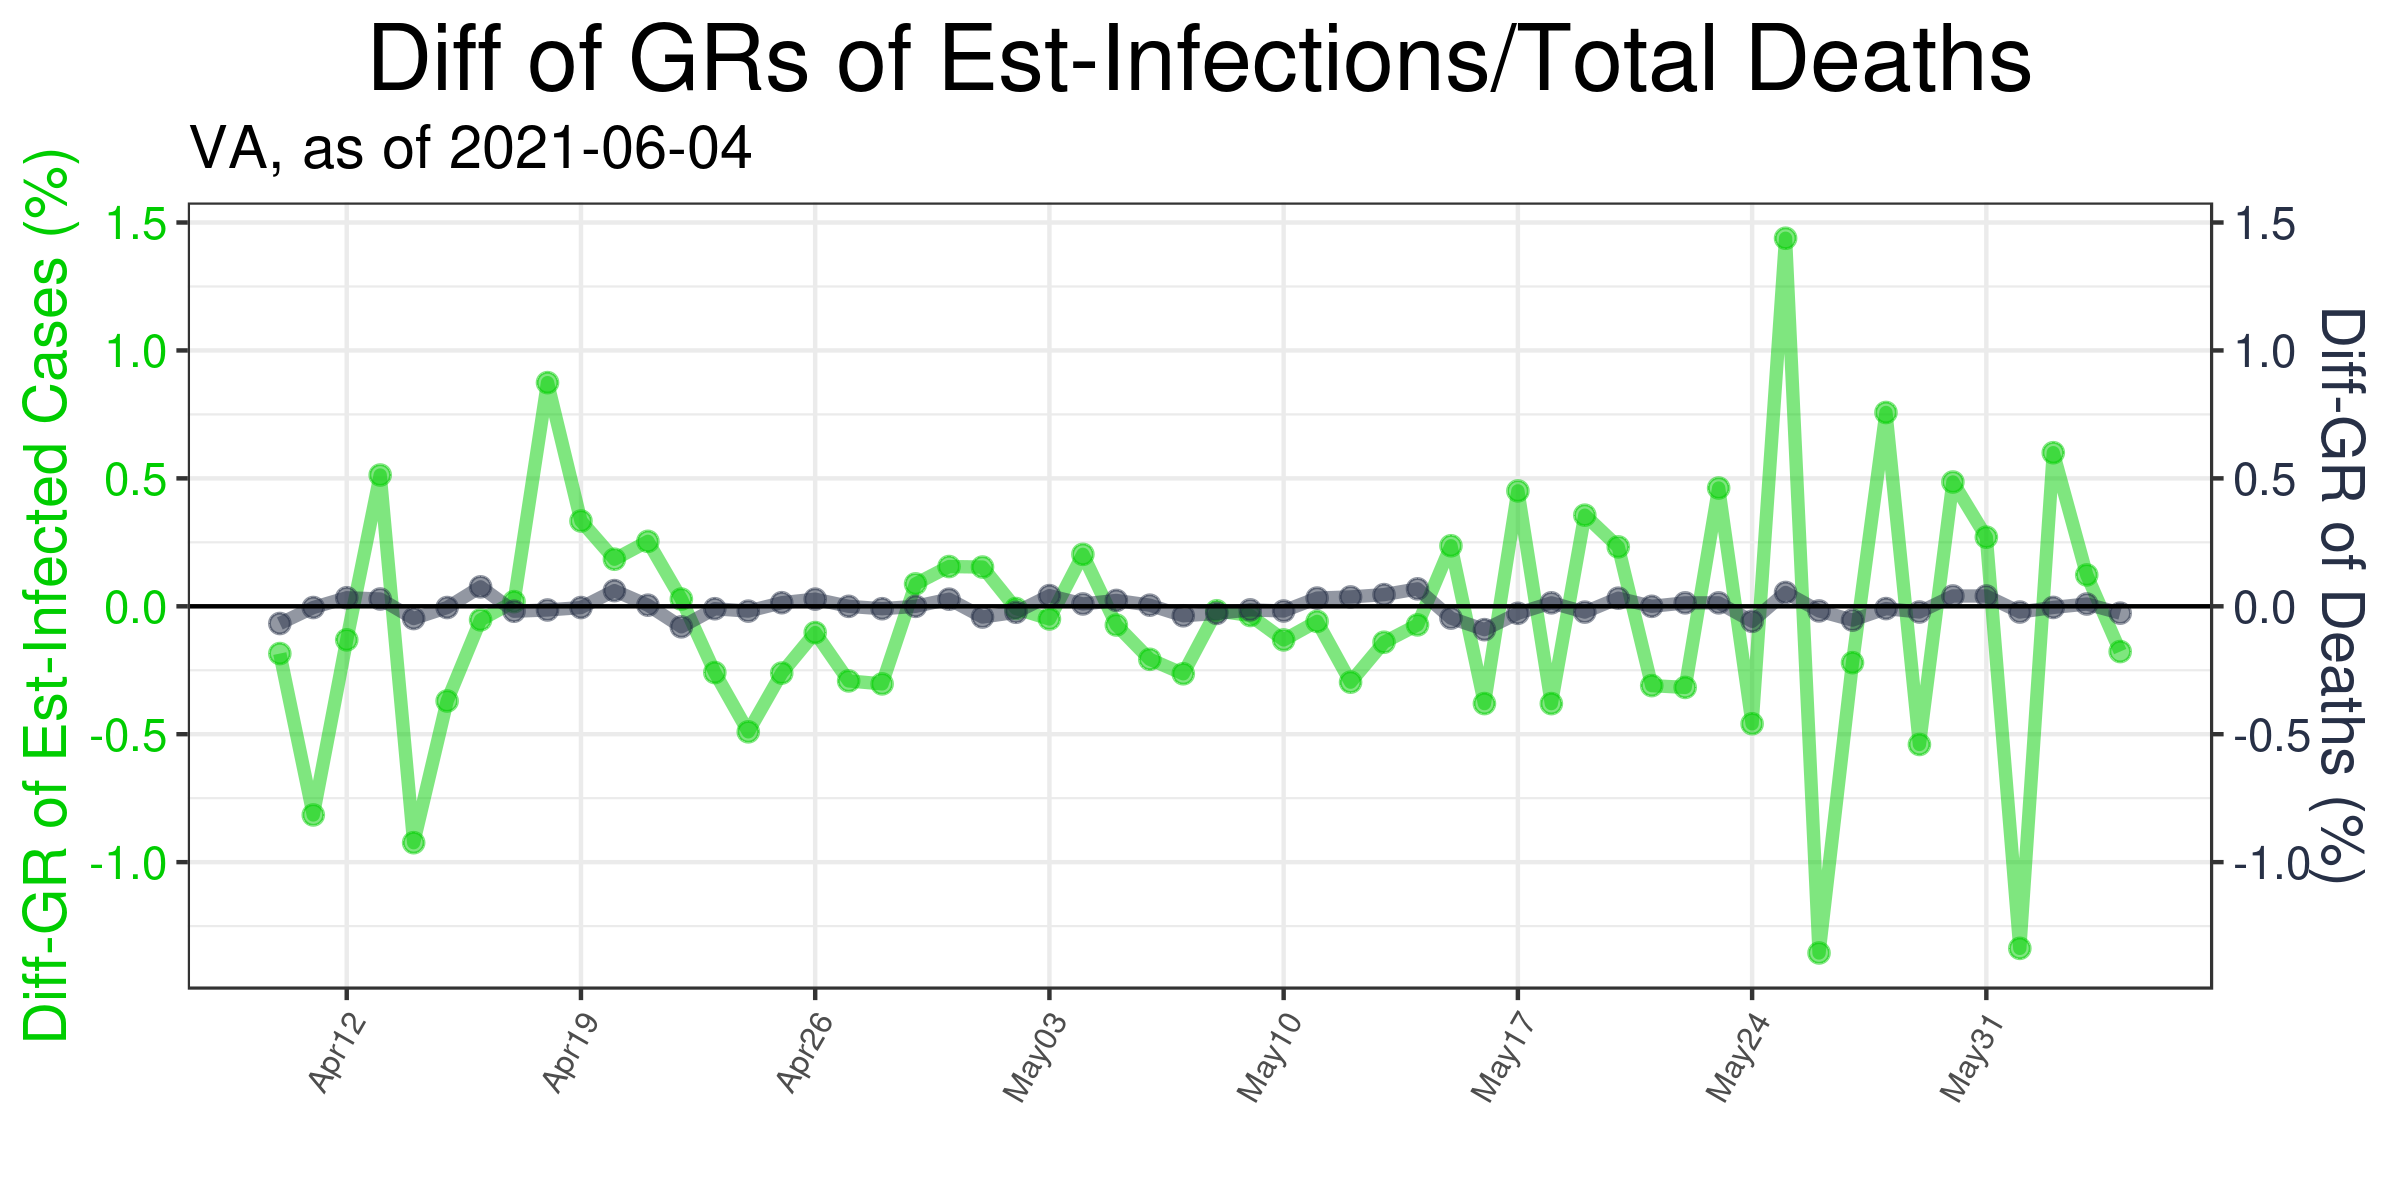 Diff of GRs of Est-Infections/Total Deaths
VA, as of 2021-06-04
Diff-GR of Est-Infected Cases (%)
1.5
1.0
0.5
0.0
-0.5
-1.0
1.5
1.0
0.5
0.0
-0.5
-1.0
Diff-GR of Deaths (%)
Apr12
Apr19
Apr26
May03
May10
May17
May24
May31